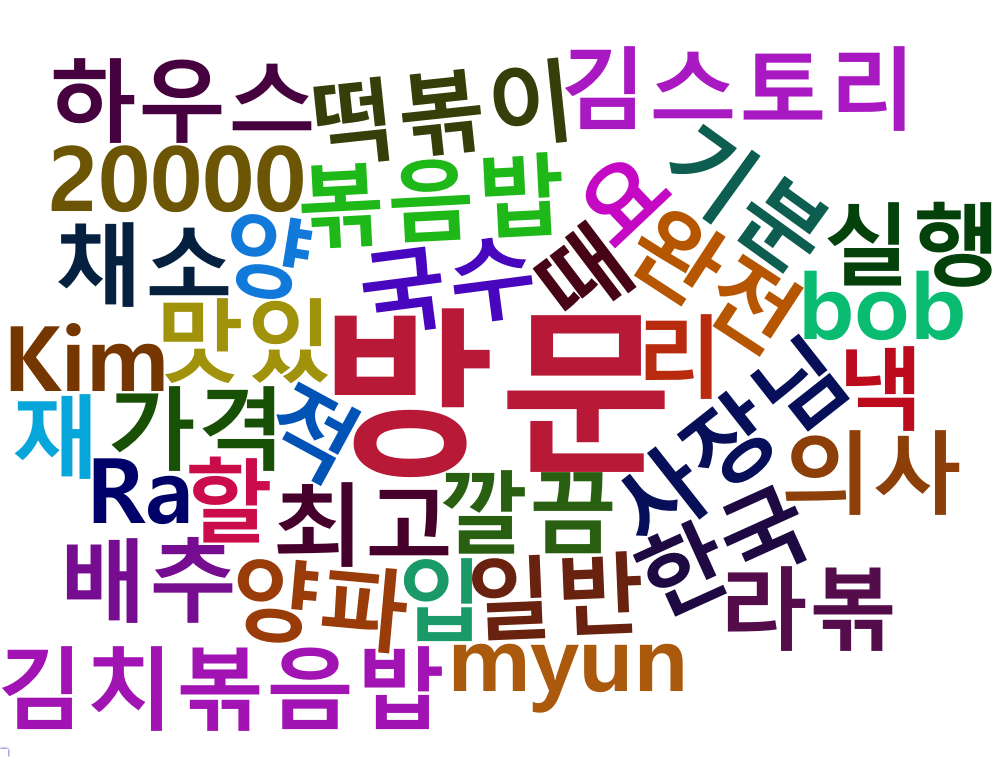 하우스 떡볶이 김스토리
20000 볶음밥 여 기분
채소 양 국수 때 완전 실행
맛있 bob
Kim 방문 리
재 가격 적 사장님 낵
Ra 할 최고 깔끔 의사
배추 양파 입 일반 한국 라볶
김치볶음밥 myun